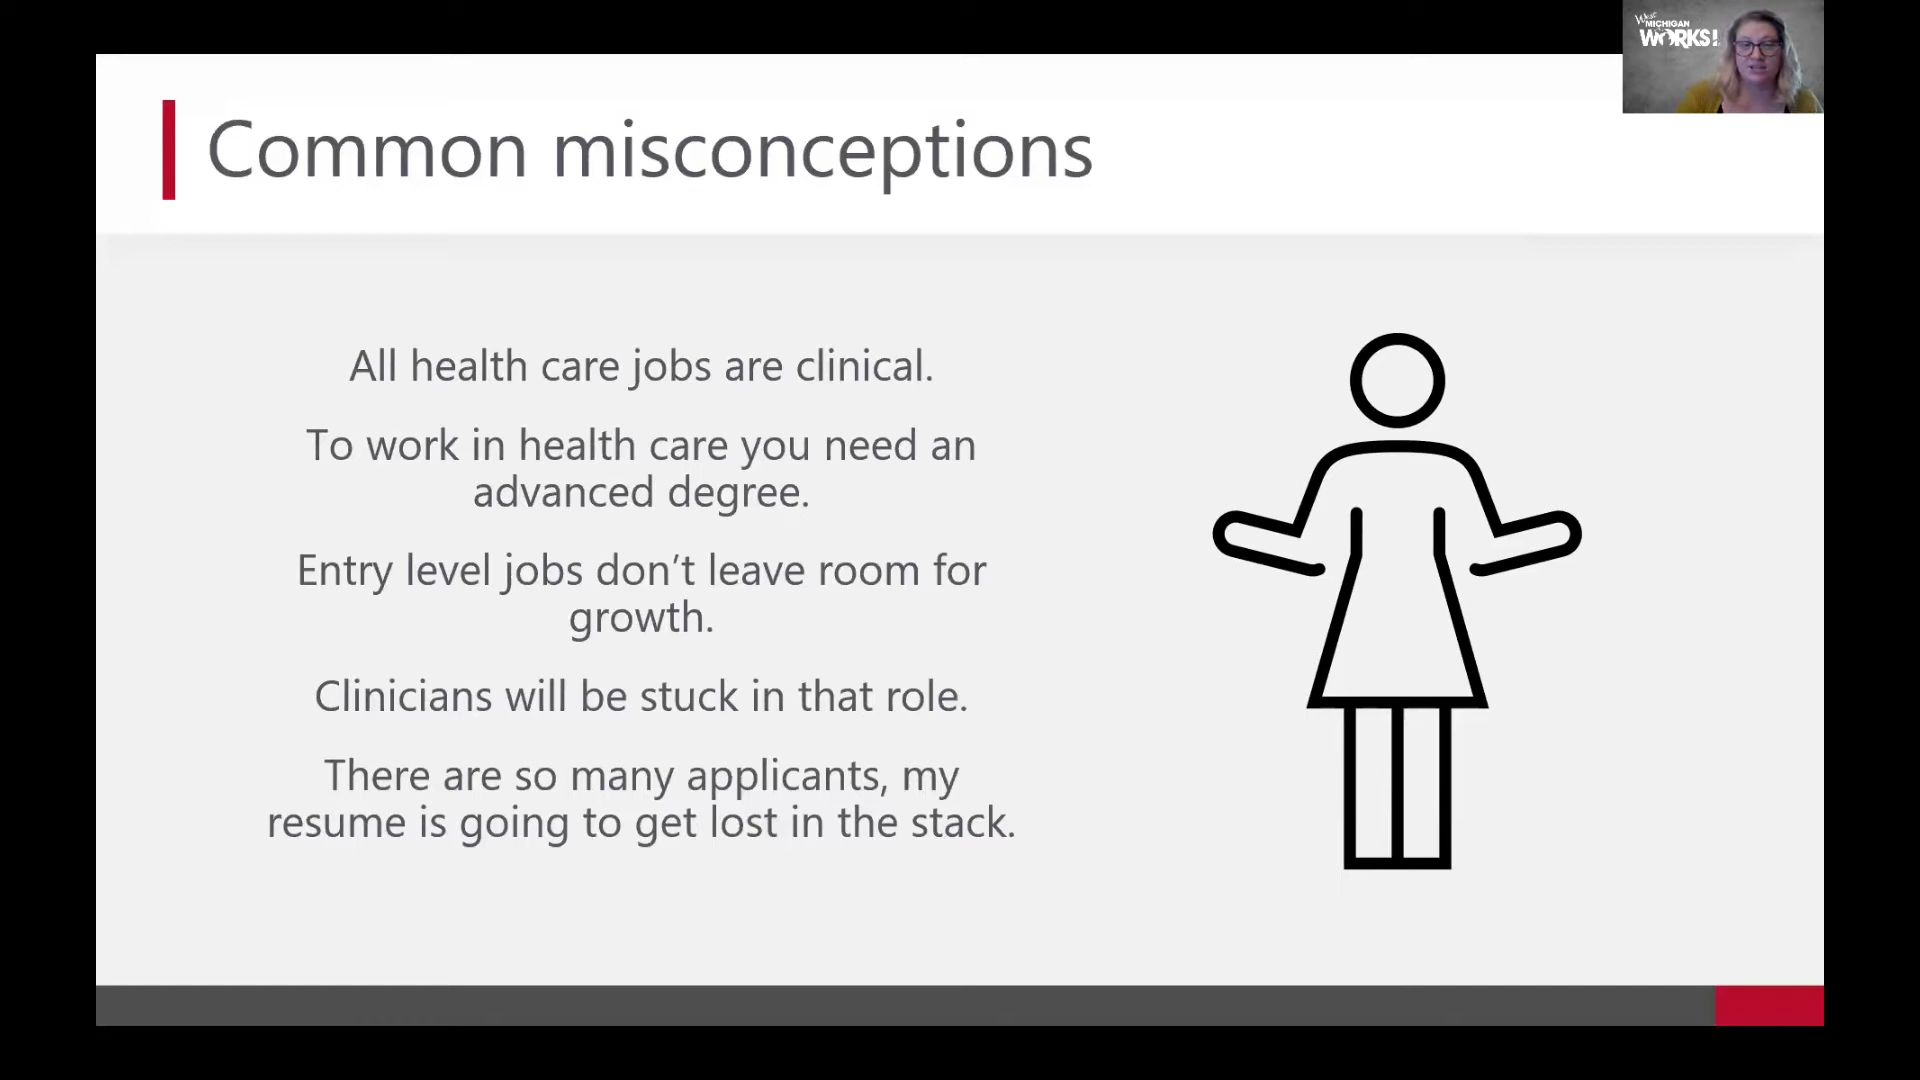 West
MICHIGAN
WORKS!
Common misconceptions
All health care jobs are clinical.
To work in health care you need an
advanced degree.
Entry level jobs don’t leave room for
growth.
Clinicians will be stuck in that role.
There are so many applicants, my
resume is going to get lost in the stack.